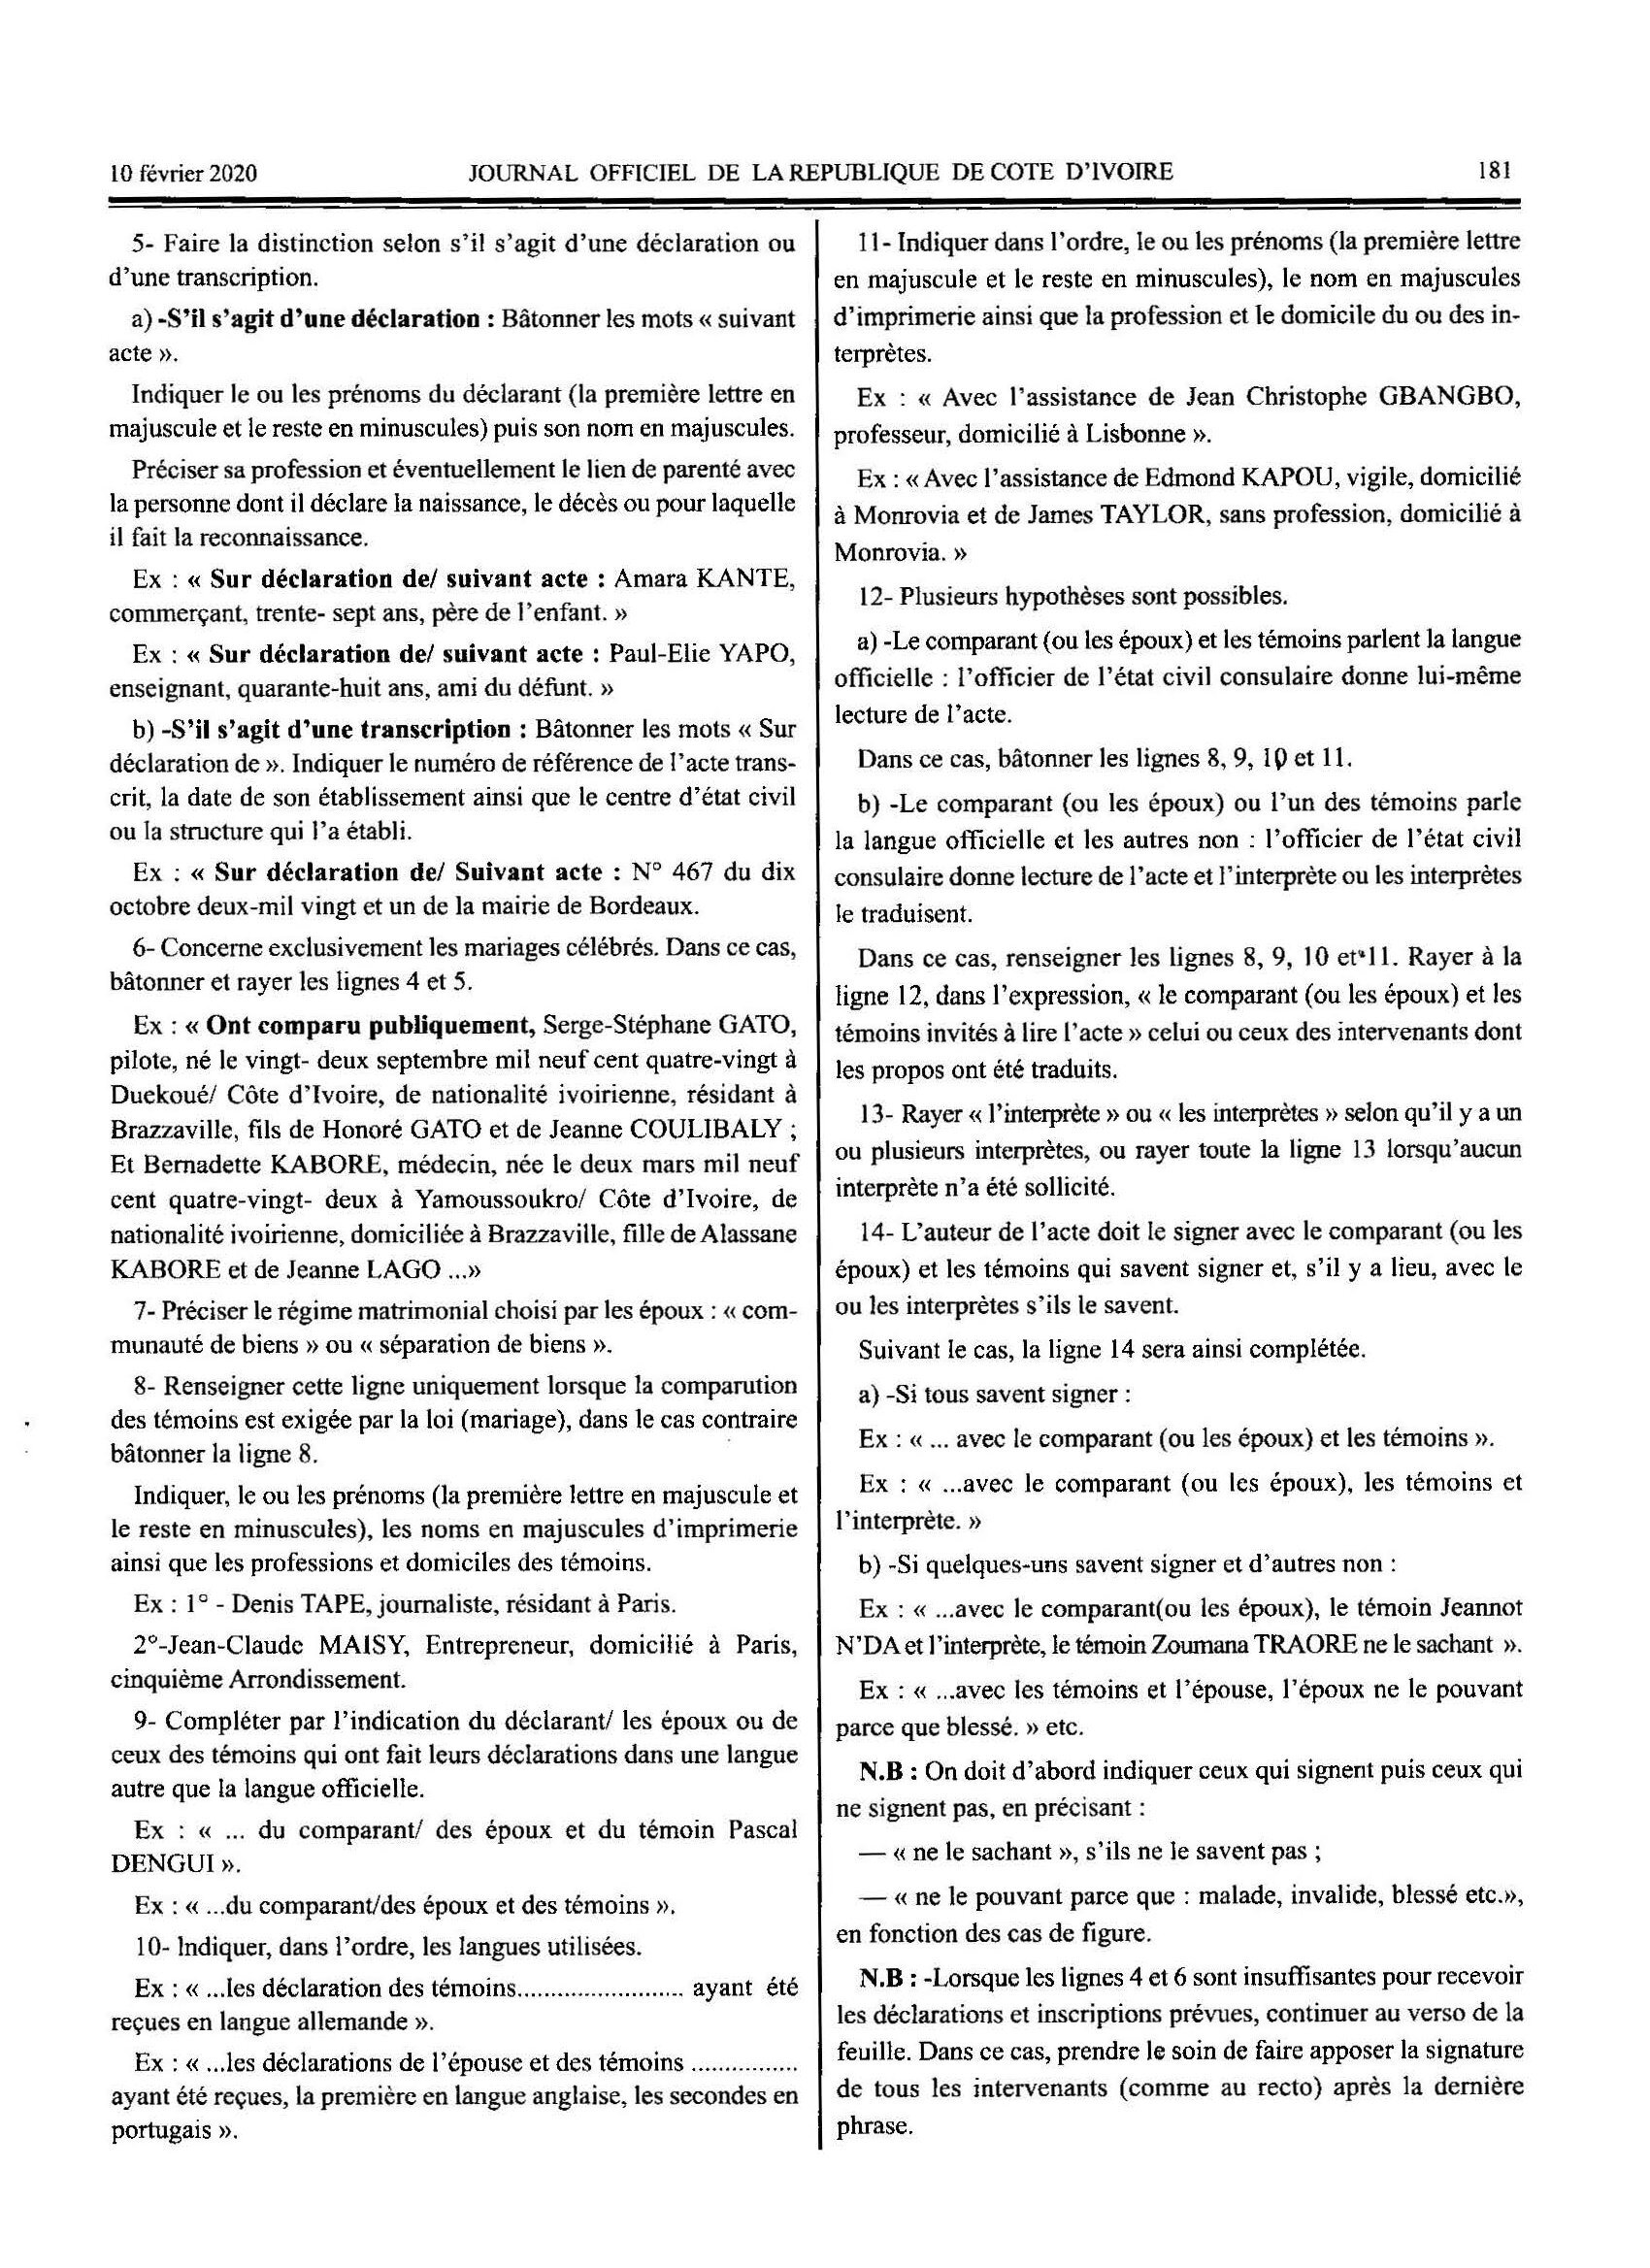 10 février 2020 JOURNAL OFFICIEL DE LA REPUBLIQUE DE COTE D'IVOIRE 181
5- Faire la distinction selon s'il s'agit d'une déclaration ou
d'une transcription.
a) -S'il s'agit d'une déclaration : Bâtonner les mots « suivant
acte ».
Indiquer le ou les prénoms du déclarant (la première lettre en
majuscule et le reste en minuscules) puis son nom en majuscules.
Préciser sa profession et éventuellement le lien de parenté avec
la personne dont il déclare la naissance, le décès ou pour laquelle
il fait la reconnaissance.
Ex : « Sur déclaration de/ suivant acte : Amara KANTE,
commerçant, trente- sept ans, père de l'enfant. »
Ex : « Sur déclaration de/ suivant acte : Paul-Elie YAPO,
enseignant, quarante-huit ans, ami du défunt. »
b) -S'il s'agit d'une transcription : Bâtonner les mots « Sur
déclaration de ». Indiquer le numéro de référence de l'acte trans-
crit, la date de son établissement ainsi que le centre d'état civil
ou la structure qui l'a établi.
Ex : « Sur déclaration de/ Suivant acte : N° 467 du dix
octobre deux-mil vingt et un de la mairie de Bordeaux.
6- Concerne exclusivement les mariages célébrés. Dans ce cas,
bâtonner et rayer les lignes 4 et 5.
Ex : « Ont comparu publiquement, Serge-Stéphane GATO,
pilote, né le vingt- deux septembre mil neuf cent quatre-vingt à
Duekoué/ Côte d'Ivoire, de nationalité ivoirienne, résidant à
Brazzaville, fils de Honoré GATO et de Jeanne COULIBALY ;
Et Bernadette KABORE, médecin, née le deux mars mil neuf
cent quatre-vingt- deux à Yamoussoukro/ Côte d'Ivoire, de
nationalité ivoirienne, domiciliée à Brazzaville, fille de Alassane
KABORE et de Jeanne LAGO ...»
7- Préciser le régime matrimonial choisi par les époux : « com-
munauté de biens » ou « séparation de biens ».
8- Renseigner cette ligne uniquement lorsque la comparution
des témoins est exigée par la loi (mariage), dans le cas contraire
bâtonner la ligne 8.
Indiquer, le ou les prénoms (la première lettre en majuscule et
le reste en minuscules), les noms en majuscules d'imprimerie
ainsi que les professions et domiciles des témoins.
Ex : 1° - Denis TAPE, journaliste, résidant à Paris.
2°-Jean-Claude MAISY, Entrepreneur, domicilié à Paris,
cinquième Arrondissement.
9- Compléter par l'indication du déclarant/ les époux ou de
ceux des témoins qui ont fait leurs déclarations dans une langue
autre que la langue officielle.
Ex : « ... du comparant/ des époux et du témoin Pascal
DENGUI ».
Ex : « ...du comparant/des époux et des témoins ».
10- Indiquer, dans l'ordre, les langues utilisées.
Ex : « ...les déclaration des témoins......................... ayant été
reçues en langue allemande ».
Ex : « ...les déclarations de l'épouse et des témoins ................
ayant été reçues, la première en langue anglaise, les secondes en
portugais ».
11- Indiquer dans l'ordre, le ou les prénoms (la première lettre
en majuscule et le reste en minuscules), le nom en majuscules
d'imprimerie ainsi que la profession et le domicile du ou des in-
terprètes.
Ex : « Avec l'assistance de Jean Christophe GBANGBO,
professeur, domicilié à Lisbonne ».
Ex : « Avec l'assistance de Edmond KAPOU, vigile, domicilié
à Monrovia et de James TAYLOR, sans profession, domicilié à
Monrovia. »
12- Plusieurs hypothèses sont possibles.
a) -Le comparant (ou les époux) et les témoins parlent la langue
officielle : l'officier de l'état civil consulaire donne lui-même
lecture de l'acte.
Dans ce cas, bâtonner les lignes 8, 9, 10 et 11.
b) -Le comparant (ou les époux) ou l'un des témoins parle
la langue officielle et les autres non : l'officier de l'état civil
consulaire donne lecture de l'acte et l'interprète ou les interprètes
le traduisent.
Dans ce cas, renseigner les lignes 8, 9, 10 et 11. Rayer à la
ligne 12, dans l'expression, « le comparant (ou les époux) et les
témoins invités à lire l'acte » celui ou ceux des intervenants dont
les propos ont été traduits.
13- Rayer « l'interprète » ou « les interprètes » selon qu'il y a un
ou plusieurs interprètes, ou rayer toute la ligne 13 lorsqu'aucun
interprète n'a été sollicité.
14- L'auteur de l'acte doit le signer avec le comparant (ou les
époux) et les témoins qui savent signer et, s'il y a lieu, avec le
ou les interprètes s'ils le savent.
Suivant le cas, la ligne 14 sera ainsi complétée.
a) -Si tous savent signer :
Ex : « ... avec le comparant (ou les époux) et les témoins ».
Ex : « ...avec le comparant (ou les époux), les témoins et
l'interprète. »
b) -Si quelques-uns savent signer et d'autres non :
Ex : « ...avec le comparant(ou les époux), le témoin Jeannot
N'DA et l'interprète, le témoin Zoumana TRAORE ne le sachant ».
Ex : « ...avec les témoins et l'épouse, l'époux ne le pouvant
parce que blessé. » etc.
N.B : On doit d'abord indiquer ceux qui signent puis ceux qui
ne signent pas, en précisant :
— « ne le sachant », s'ils ne le savent pas ;
— « ne le pouvant parce que : malade, invalide, blessé etc.»,
en fonction des cas de figure.
N.B : -Lorsque les lignes 4 et 6 sont insuffisantes pour recevoir
les déclarations et inscriptions prévues, continuer au verso de la
feuille. Dans ce cas, prendre le soin de faire apposer la signature
de tous les intervenants (comme au recto) après la dernière
phrase.